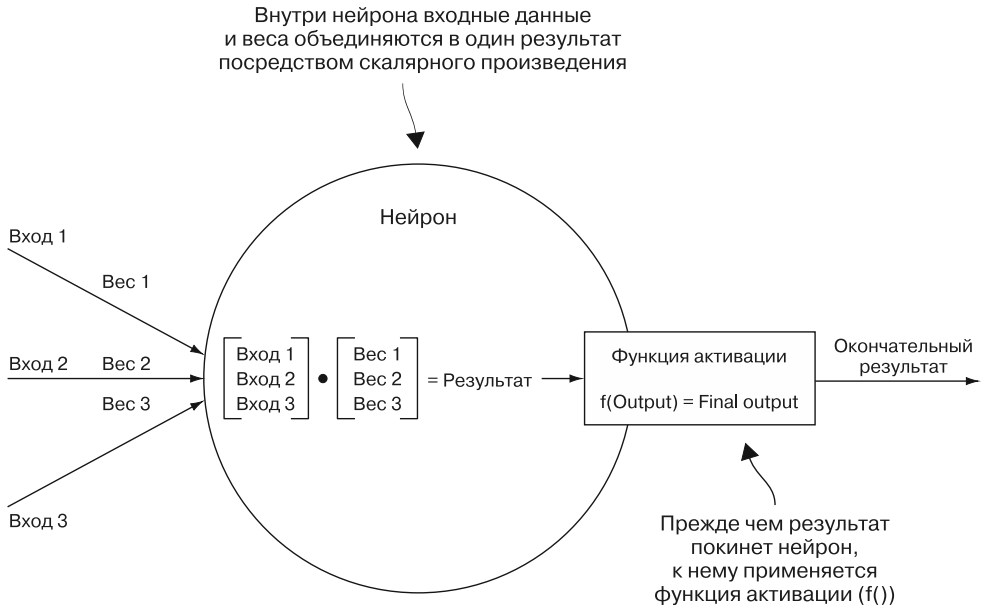 Внутри нейрона входные данные
и веса объединяются в один результат
посредством скалярного произведения
Нейрон
Вход 1
Вес 1
Вход 2
Вес 2
Вес 3
Вход 3
Вход 1
Вход 2
Вход 3
•
Вес 1
Вес 2
Вес 3
= Результат
Функция активации
f(Output) = Final output
Окончательный
результат
Прежде чем результат
покинет нейрон,
к нему применяется
функция активации (f())